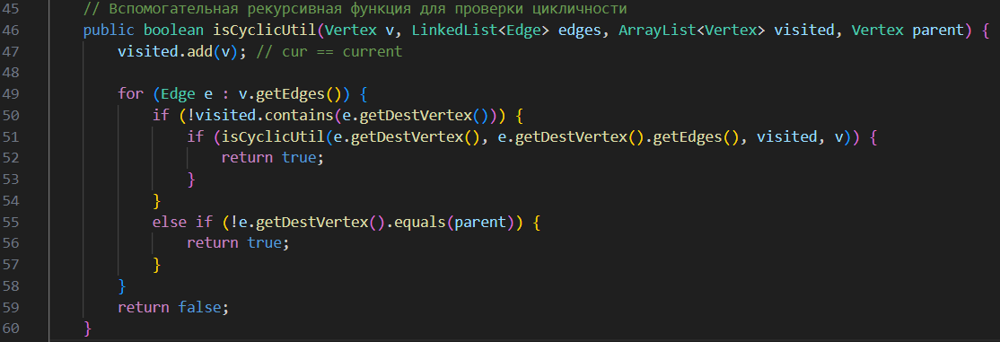 45 // Вспомогательная рекурсивная функция для проверки цикличности
46 public boolean isCyclicUtil(Vertex v, LinkedList<Edge> edges, ArrayList<Vertex> visited, Vertex parent) {
47     visited.add(v); // cur == current
48
49     for (Edge e : v.getEdges()) {
50         if (!visited.contains(e.getDestVertex())) {
51             if (isCyclicUtil(e.getDestVertex(), e.getDestVertex().getEdges(), visited, v)) {
52                 return true;
53             }
54         }
55         else if (!e.getDestVertex().equals(parent)) {
56             return true;
57         }
58     }
59     return false;
60 }